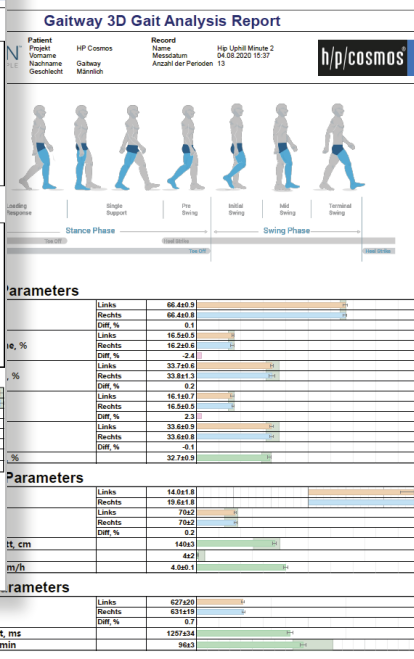 Gaitway 3D Gait Analysis Report
Patient
Record
Projekt
HP Cosmos
Name
Hip Uphill Minute 2
Vorname
Messdatum
04.08.2020 15:37
Nachname
Gaitway
Anzahl der Perioden
13
Geschlecht
Männlich
h/p/cosmos®
Loading
Response
Single
Support
Pre
Swing
Initial
Swing
Mid
Swing
Terminal
Swing
Stance Phase
Swing Phase
Toe Off
Heel Strike
Toe Off
Heel Strike
Parameters
Links 66.4±0.9
Rechts 66.4±0.8
Diff, % 0.1
Links 16.5±0.5
Rechts 16.2±0.6
Diff, % -2.4
Links 33.7±0.6
, %
Rechts 33.8±1.3
Diff, % 0.2
Links 16.1±0.7
Rechts 16.5±0.5
Diff, % 2.3
Links 33.6±0.9
Rechts 33.6±0.8
Diff, % -0.1
% 32.7±0.9
Parameters
Links 14.0±1.8
Rechts 19.6±1.8
Links 70±2
Rechts 70±2
Diff, % 0.2
tt, cm 140±3
4±2
m/h 4.0±0.1
rameters
Links 627±20
Rechts 631±19
Diff, % 0.7
t, ms 1257±34
min 96±3